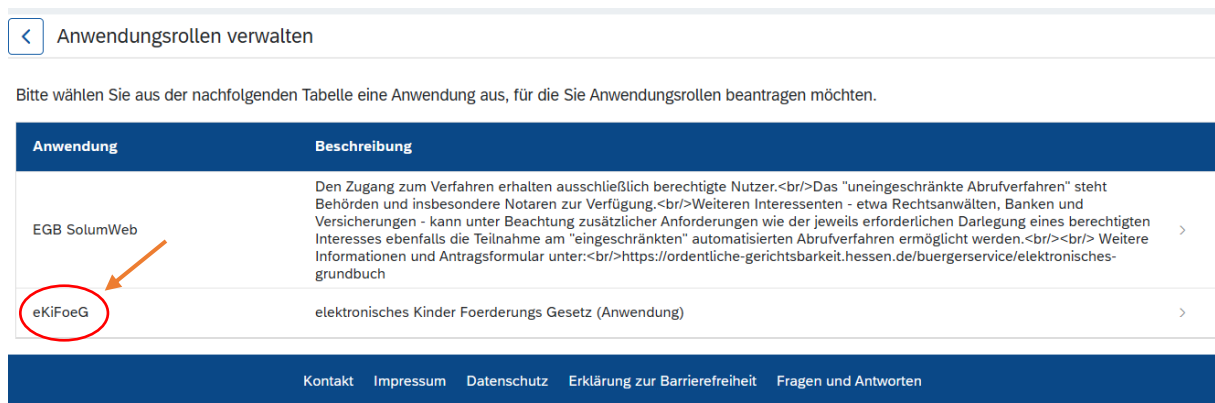 Anwendungsrollen verwalten
Bitte wählen Sie aus der nachfolgenden Tabelle eine Anwendung aus, für die Sie Anwendungsrollen beantragen möchten.
Anwendung Beschreibung
EGB SolumWeb
Den Zugang zum Verfahren erhalten ausschließlich berechtigte Nutzer.<br/>Das "uneingeschränkte Abrufverfahren" steht
Behörden und insbesondere Notaren zur Verfügung.<br/>Weiteren Interessenten - etwa Rechtsanwälten, Banken und
Versicherungen - kann unter Beachtung zusätzlicher Anforderungen wie der jeweils erforderlichen Darlegung eines berechtigten
Interesses ebenfalls die Teilnahme am "eingeschränkten" automatisierten Abrufverfahren ermöglicht werden.<br/><br/> Weitere
Informationen und Antragsformular unter:<br/>https://ordentliche-gerichtsbarkeit.hessen.de/buergerservice/elektronisches-
grundbuch
eKiFoeG elektronisches Kinder Foerderungs Gesetz (Anwendung)
Kontakt Impressum Datenschutz Erklärung zur Barrierefreiheit Fragen und Antworten